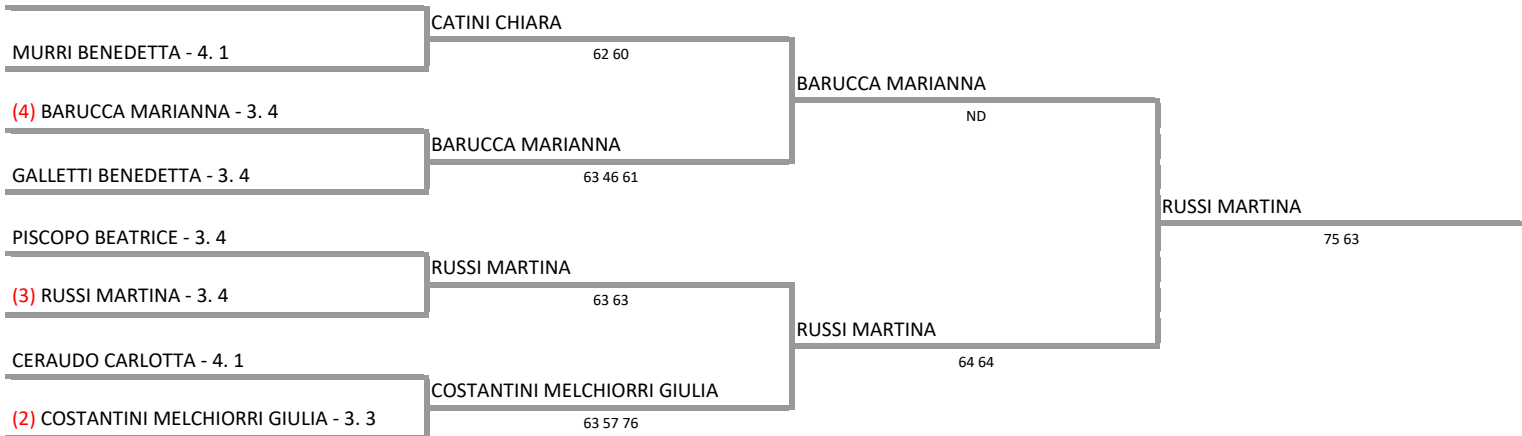 CATINI CHIARA
MURRI BENEDETTA - 4. 1
62 60
BARUCCA MARIANNA
(4) BARUCCA MARIANNA - 3. 4
ND
BARUCCA MARIANNA
GALLETTI BENEDETTA - 3. 4
63 46 61
RUSSI MARTINA
PISCOPO BEATRICE - 3. 4
75 63
RUSSI MARTINA
(3) RUSSI MARTINA - 3. 4
63 63
RUSSI MARTINA
CERAUDO CARLOTTA - 4. 1
64 64
COSTANTINI MELCHIORRI GIULIA
(2) COSTANTINI MELCHIORRI GIULIA - 3. 3
63 57 76